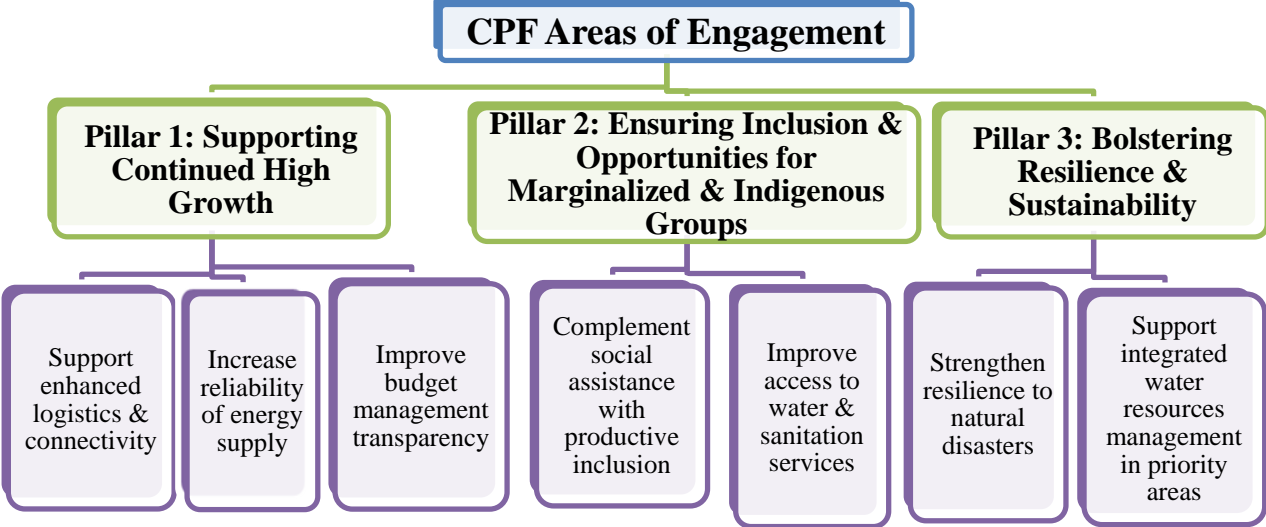 CPF Areas of Engagement
Pillar 1: Supporting
Continued High
Growth
Pillar 2: Ensuring Inclusion &
Opportunities for
Marginalized & Indigenous
Groups
Pillar 3: Bolstering
Resilience &
Sustainability
Support
enhanced
logistics &
connectivity
Increase
reliability
of energy
supply
Improve
budget
management
transparency
Complement
social
assistance
with
productive
inclusion
Improve
access to
water &
sanitation
services
Strengthen
resilience to
natural
disasters
Support
integrated
water
resources
management
in priority
areas